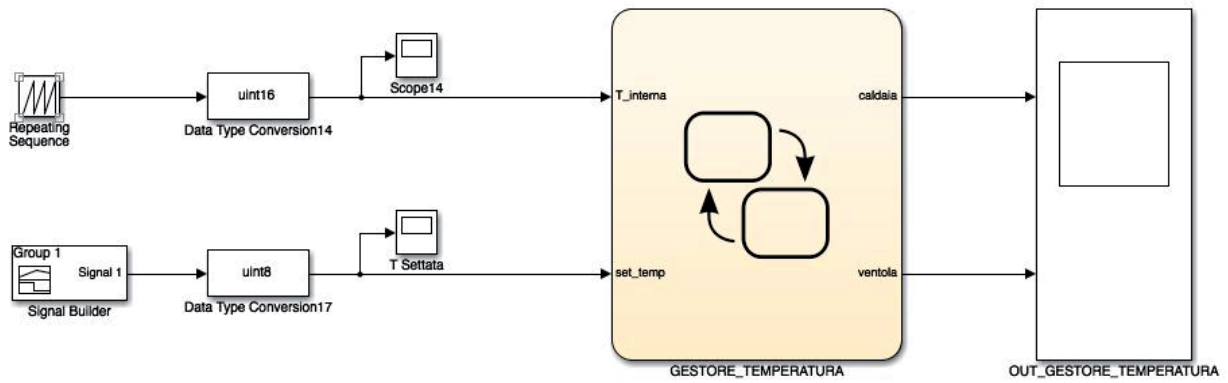 Repeating
Sequence
uint16
Data Type Conversion14
Scope14
T_interna
caldaia
Group 1
Signal 1
Signal Builder
uint8
Data Type Conversion17
T Settata
set_temp
ventola
GESTORE_TEMPERATURA
OUT_GESTORE_TEMPERATURA